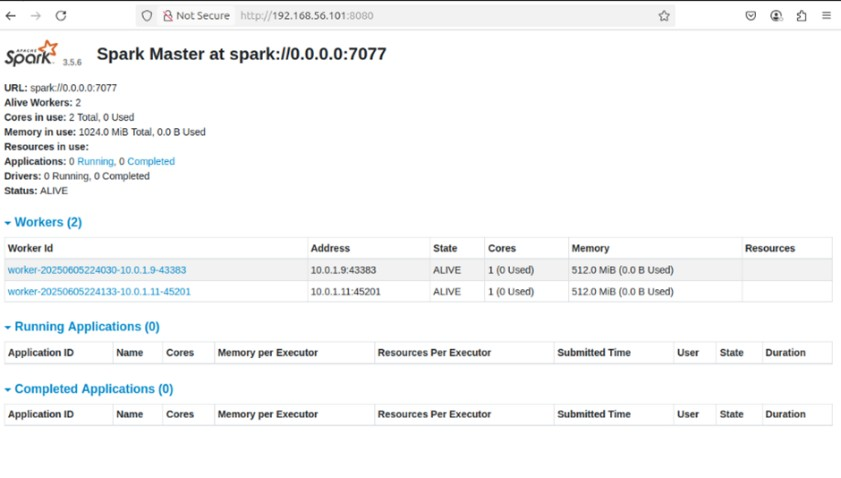 Not Secure http://192.168.56.101:8080
APACHE
Spark 3.5.6 Spark Master at spark://0.0.0.0:7077
URL: spark://0.0.0.0:7077
Alive Workers: 2
Cores in use: 2 Total, 0 Used
Memory in use: 1024.0 MiB Total, 0.0 B Used
Resources in use:
Applications: 0 Running, 0 Completed
Drivers: 0 Running, 0 Completed
Status: ALIVE
Workers (2)
Worker Id Address State Cores Memory Resources
worker-20250605224030-10.0.1.9-43383 10.0.1.9:43383 ALIVE 1 (0 Used) 512.0 MiB (0.0 B Used)
worker-20250605224133-10.0.1.11-45201 10.0.1.11:45201 ALIVE 1 (0 Used) 512.0 MiB (0.0 B Used)
Running Applications (0)
Application ID Name Cores Memory per Executor Resources Per Executor Submitted Time User State Duration
Completed Applications (0)
Application ID Name Cores Memory per Executor Resources Per Executor Submitted Time User State Duration